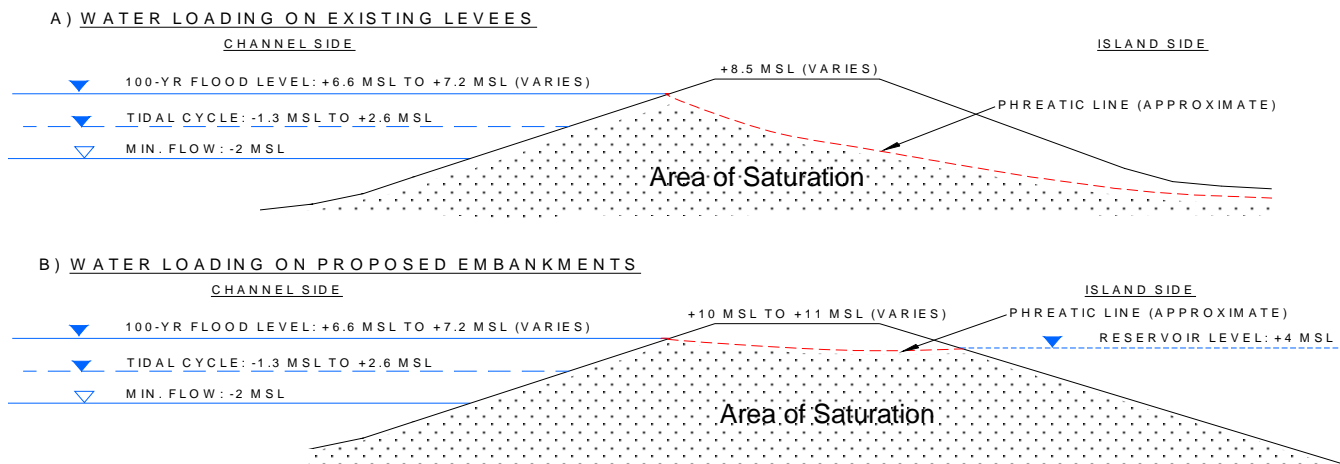 A) WATER LOADING ON EXISTING LEVEES
CHANNEL SIDE
ISLAND SIDE
100-YR FLOOD LEVEL: +6.6 MSL TO +7.2 MSL (VARIES)
+8.5 MSL (VARIES)
PHREATIC LINE (APPROXIMATE)
TIDAL CYCLE: -1.3 MSL TO +2.6 MSL
MIN. FLOW: -2 MSL
Area of Saturation
B) WATER LOADING ON PROPOSED EMBANKMENTS
CHANNEL SIDE
ISLAND SIDE
+10 MSL TO +11 MSL (VARIES)
PHREATIC LINE (APPROXIMATE)
100-YR FLOOD LEVEL: +6.6 MSL TO +7.2 MSL (VARIES)
RESERVOIR LEVEL: +4 MSL
TIDAL CYCLE: -1.3 MSL TO +2.6 MSL
MIN. FLOW: -2 MSL
Area of Saturation